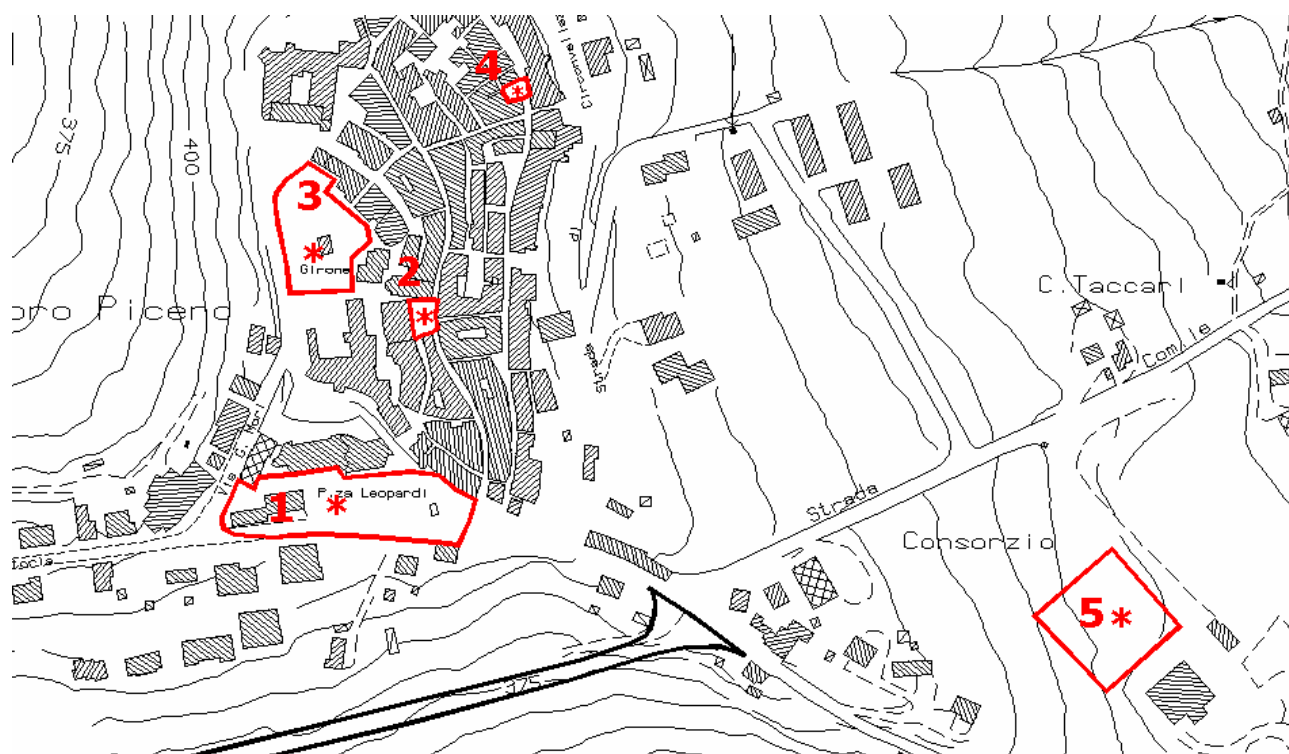 4
375
400
3
Girone
2
oro Piceno
C.Taccari
Com.le
Strada
1
P.za Leopardi
Via G.
Strada
Consorzio
5
375